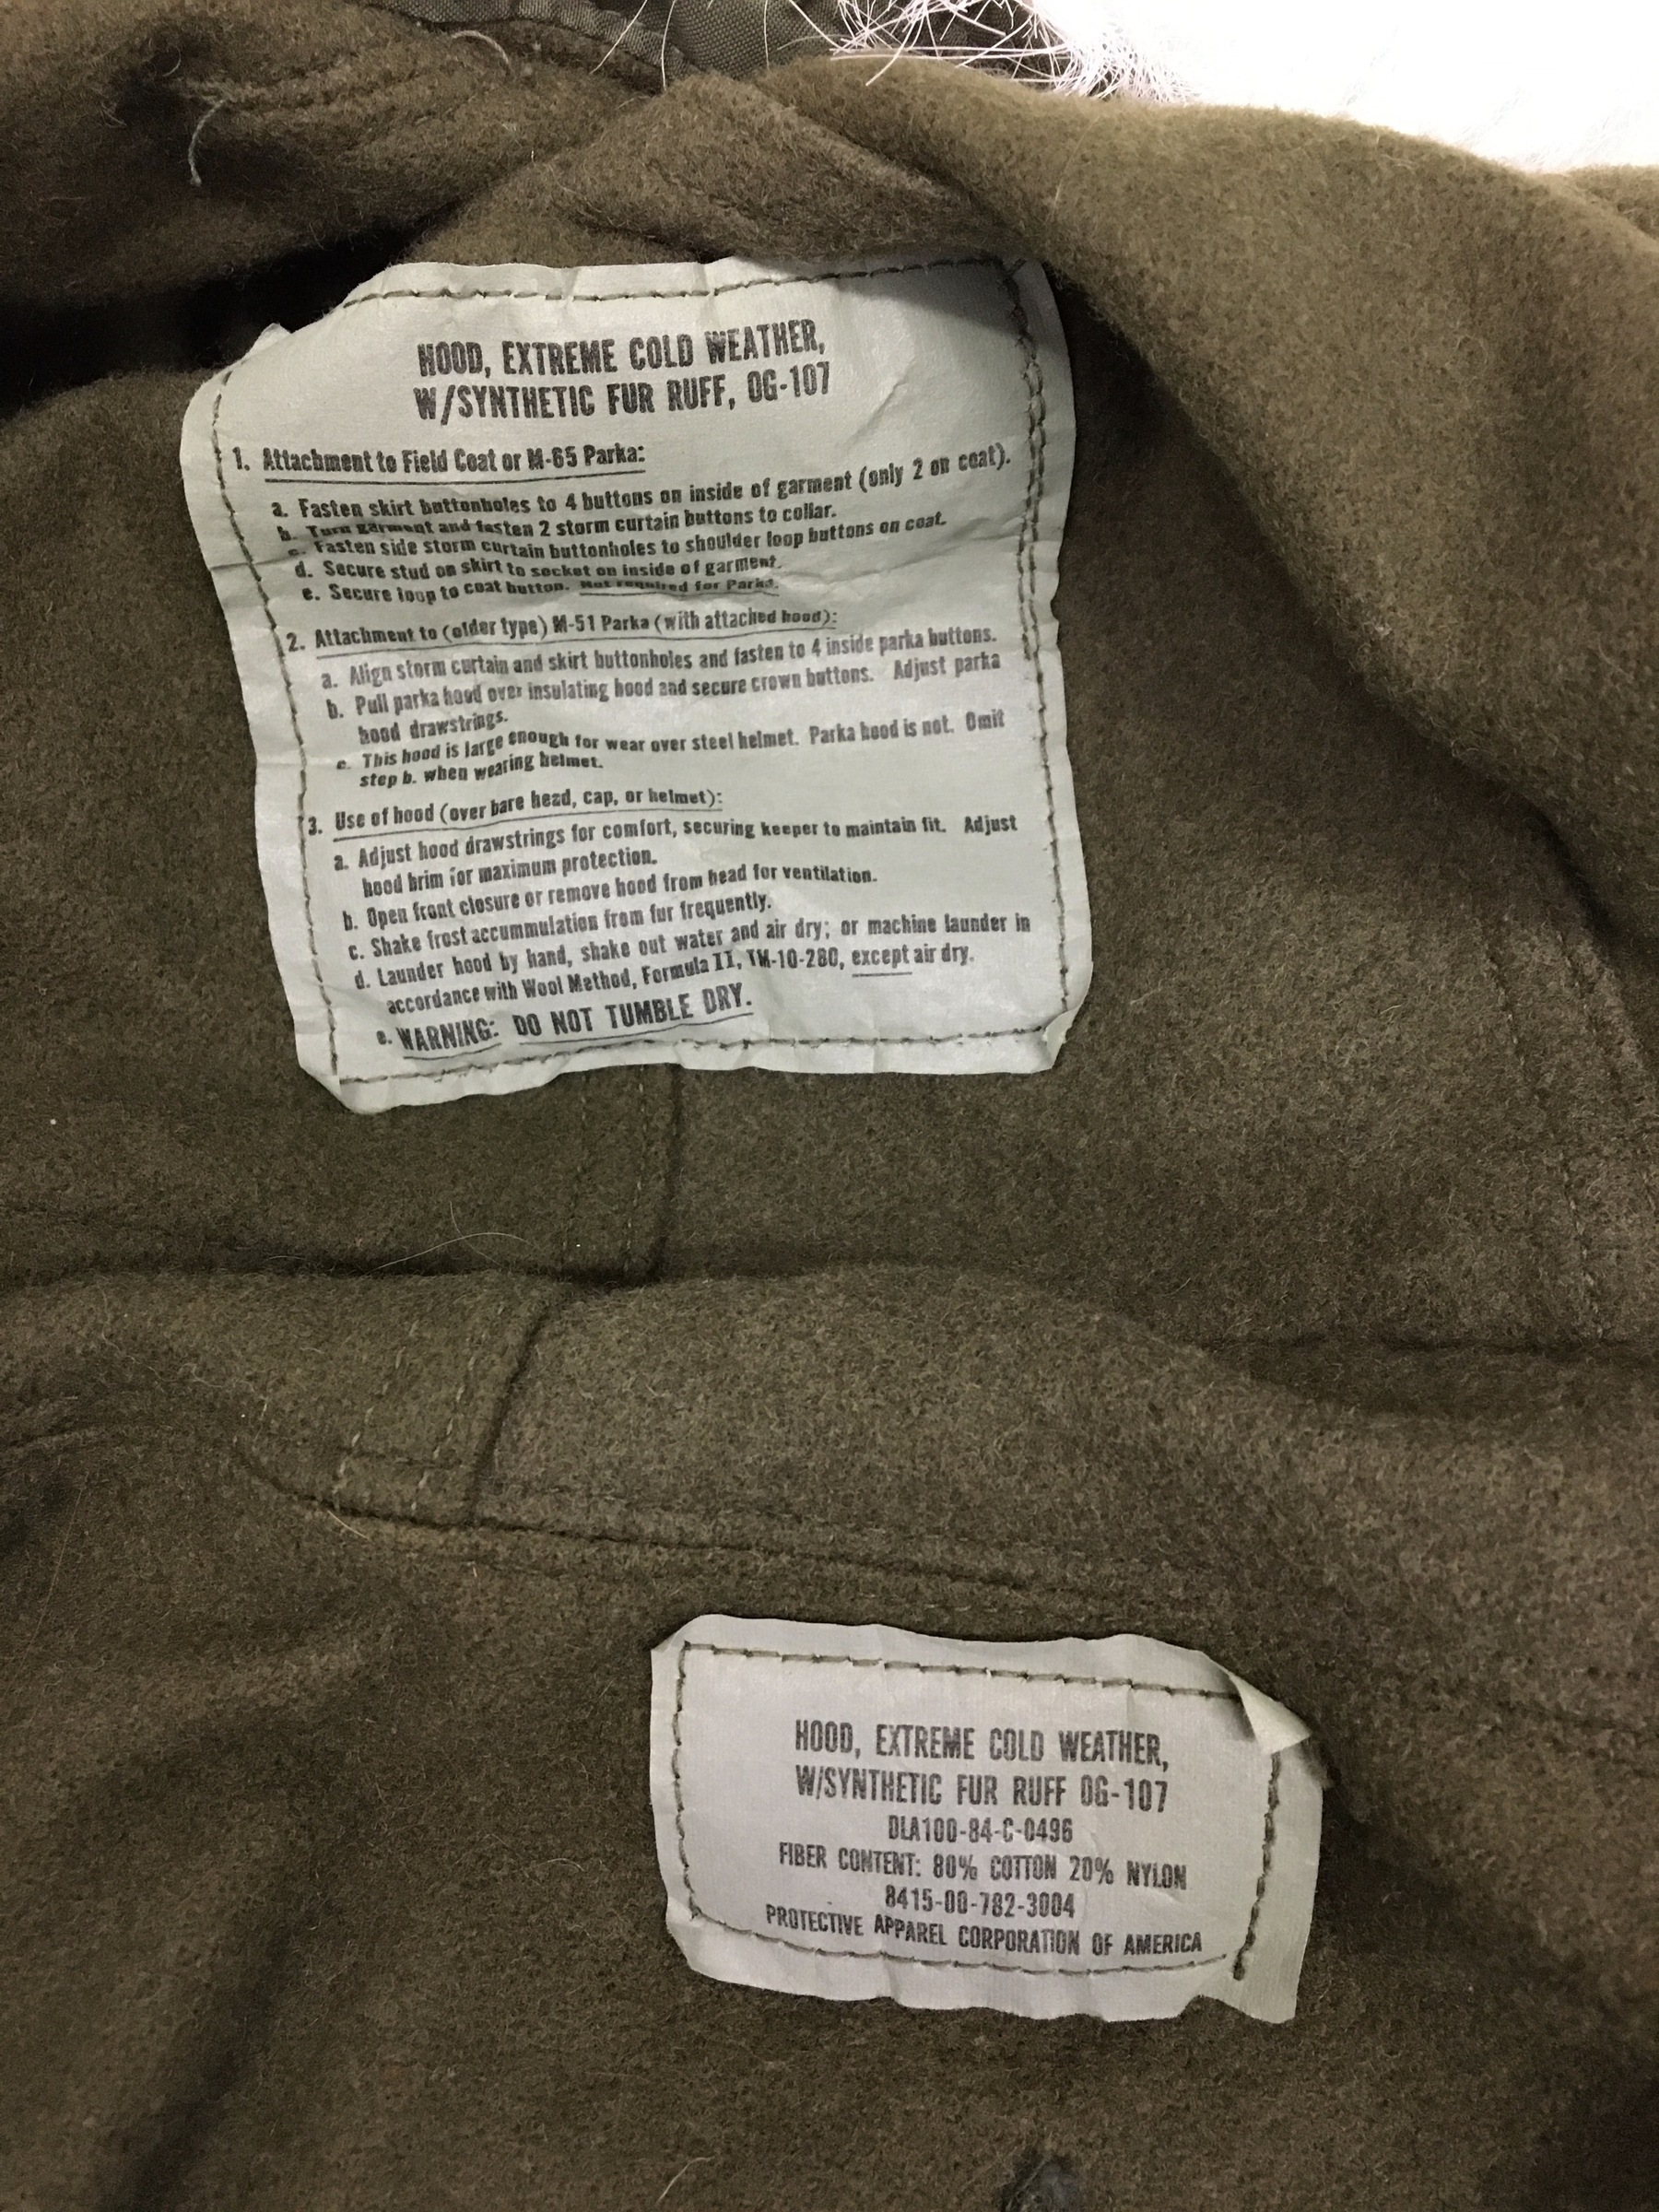 HOOD, EXTREME COLD WEATHER,
W/SYNTHETIC FUR RUFF, OG-107
1. Attachment to Field Coat or M-65 Parka:
a. Fasten skirt buttonholes to 4 buttons on inside of garment (only 2 on coat).
b. Turn garment and fasten 2 storm curtain buttons to collar.
c. Fasten side storm curtain buttonholes to shoulder loop buttons on coat.
d. Secure stud on skirt to socket on inside of garment.
e. Secure loop to coat button. Not required for Parka.
2. Attachment to (older type) M-51 Parka (with attached hood):
a. Align storm curtain and skirt buttonholes and fasten to 4 inside parka buttons.
b. Pull parka hood over insulating hood and secure crown buttons. Adjust parka
hood drawstrings.
c. This hood is large enough for wear over steel helmet. Parka hood is not. Omit
step b. when wearing helmet.
3. Use of hood (over bare head, cap, or helmet):
a. Adjust hood drawstrings for comfort, securing keeper to maintain fit. Adjust
hood brim for maximum protection.
b. Open front closure or remove hood from head for ventilation.
c. Shake frost accummulation from fur frequently.
d. Launder hood by hand, shake out water and air dry; or machine launder in
accordance with Wool Method, Formula II, TM-10-280, except air dry.
e. WARNING: DO NOT TUMBLE DRY.
HOOD, EXTREME COLD WEATHER,
W/SYNTHETIC FUR RUFF OG-107
DLA100-84-C-0496
FIBER CONTENT: 80% COTTON 20% NYLON
8415-00-782-3004
PROTECTIVE APPAREL CORPORATION OF AMERICA